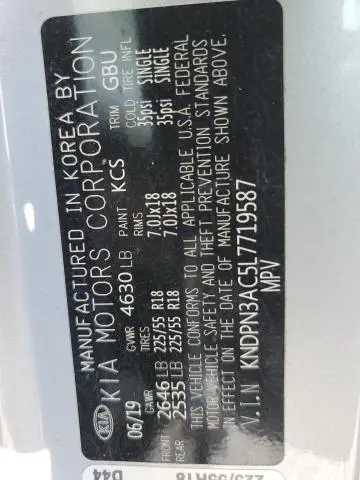 MANUFACTURED IN KOREA BY
KIA KIA MOTORS CORPORATION
06/19 GVWR 4630 LB PAINT KCS TRIM GBU
GAWR TIRES RIMS COLD TIRE INFL
FRONT 2646 LB 225/55 R18 7.0Jx18 35psi SINGLE
REAR 2535 LB 225/55 R18 7.0Jx18 35psi SINGLE
THIS VEHICLE CONFORMS TO ALL APPLICABLE U.S.A. FEDERAL
MOTOR VEHICLE SAFETY AND THEFT PREVENTION STANDARDS
IN EFFECT ON THE DATE OF MANUFACTURE SHOWN ABOVE.
V.I.N KNDPN3AC5L7719587
MPV
D44
225/55R18